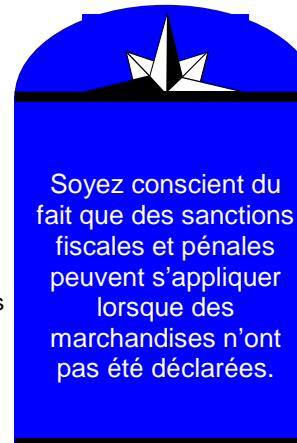 Soyez conscient du
fait que des sanctions
fiscales et pénales
peuvent s’appliquer
lorsque des
marchandises n’ont
pas été déclarées.
s